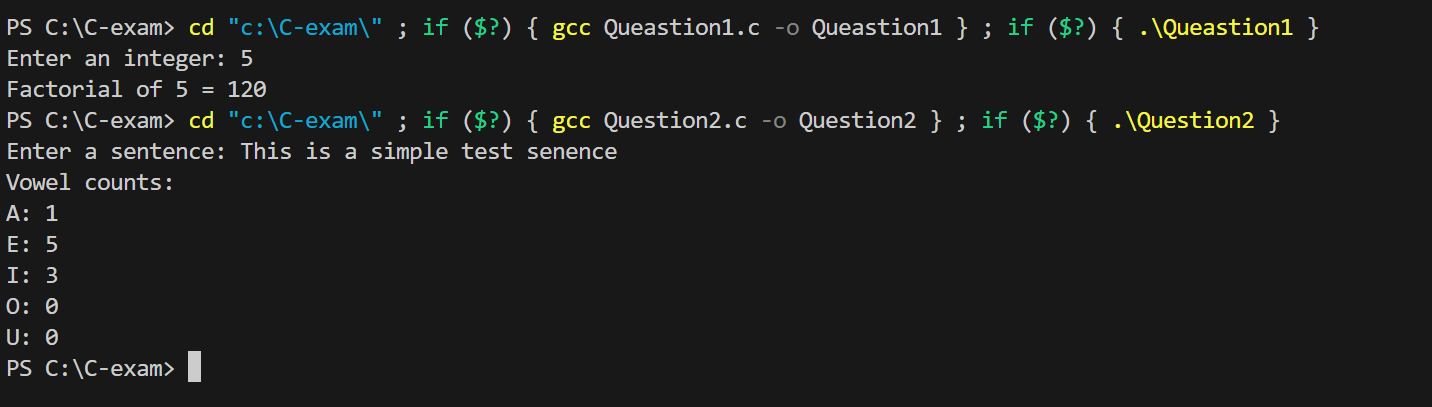 PS C:\C-exam> cd "c:\C-exam\" ; if ($?) { gcc Queastion1.c -o Queastion1 } ; if ($?) { .\Queastion1 }
Enter an integer: 5
Factorial of 5 = 120
PS C:\C-exam> cd "c:\C-exam\" ; if ($?) { gcc Question2.c -o Question2 } ; if ($?) { .\Question2 }
Enter a sentence: This is a simple test senence
Vowel counts:
A: 1
E: 5
I: 3
O: 0
U: 0
PS C:\C-exam>